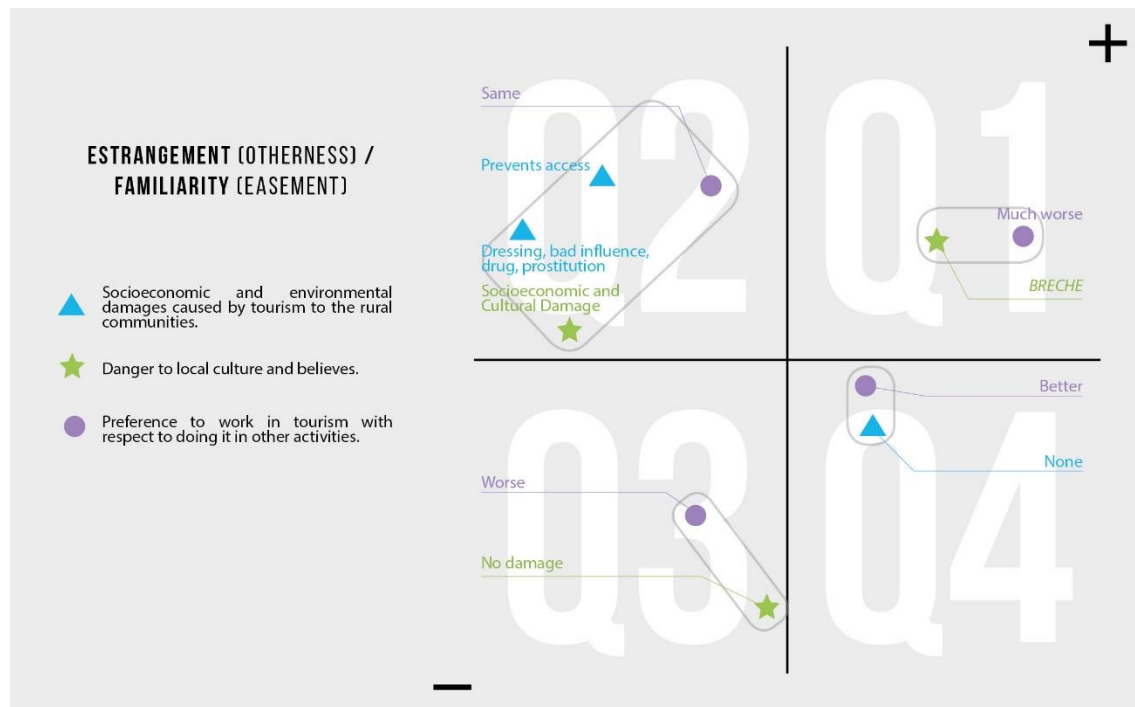 ESTRANGEMENT (OTHERNESS) /
FAMILIARITY (EASEMENT)
Socioeconomic and environmental
damages caused by tourism to the rural
communities.
Danger to local culture and believes.
Preference to work in tourism with
respect to doing it in other activities.
+
Q2
Same
Prevents access
Dressing, bad influence,
drug, prostitution
Socioeconomic and
Cultural Damage
Q1
Much worse
BRECHE
Q3
Worse
No damage
Q4
Better
None
−